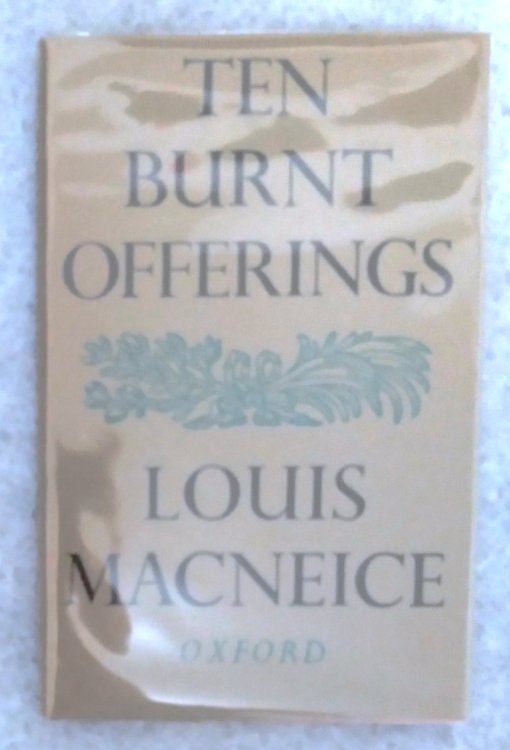 TEN
BURNT
OFFERINGS
LOUIS
MACNEICE
OXFORD